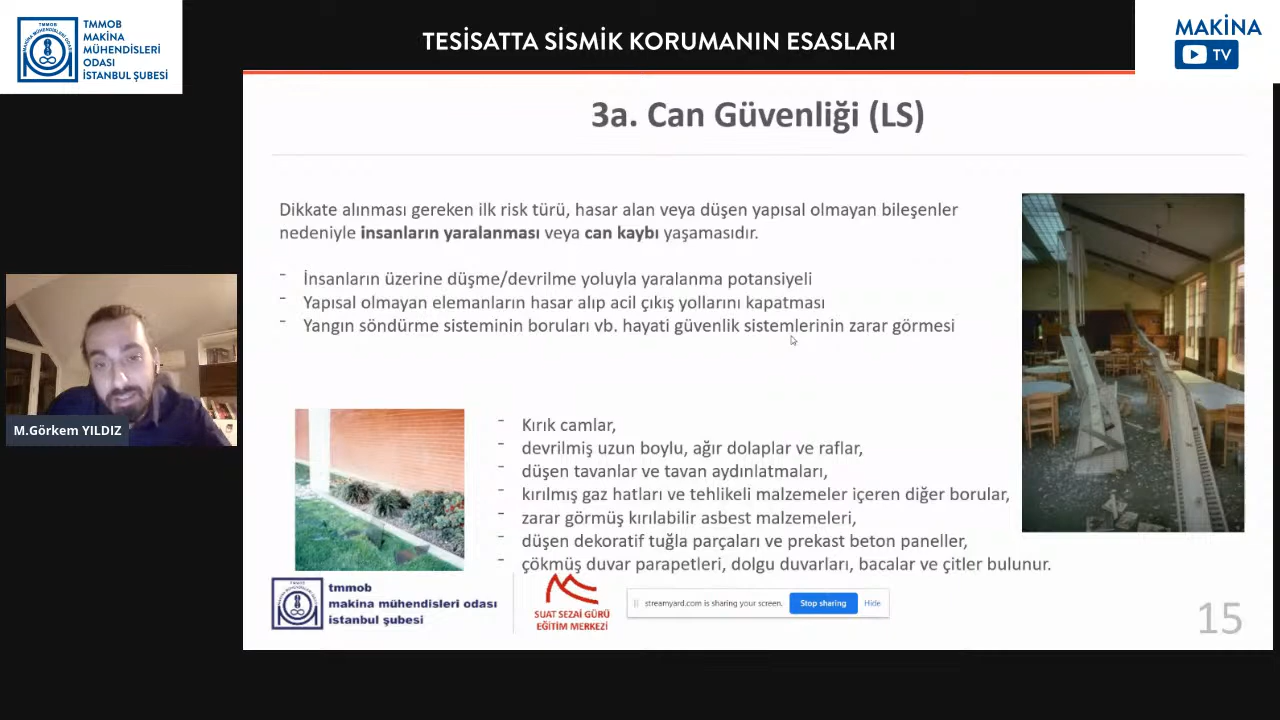 TMMOB
TMMOB
MAKİNA
MÜHENDİSLERİ
ODASI
İSTANBUL ŞUBESİ
TESİSATTA SİSMİK KORUMANIN ESASLARI
MAKİNA
TV
3a. Can Güvenliği (LS)
Dikkate alınması gereken ilk risk türü, hasar alan veya düşen yapısal olmayan bileşenler
nedeniyle insanların yaralanması veya can kaybı yaşamasıdır.
- İnsanların üzerine düşme/devrilme yoluyla yaralanma potansiyeli
- Yapısal olmayan elemanların hasar alıp acil çıkış yollarını kapatması
- Yangın söndürme sisteminin boruları vb. hayati güvenlik sistemlerinin zarar görmesi
M.Görkem YILDIZ
- Kırık camlar,
- devrilmiş uzun boylu, ağır dolaplar ve raflar,
- düşen tavanlar ve tavan aydınlatmaları,
- kırılmış gaz hatları ve tehlikeli malzemeler içeren diğer borular,
- zarar görmüş kırılabilir asbest malzemeleri,
- düşen dekoratif tuğla parçaları ve prekast beton paneller,
- çökmüş duvar parapetleri, dolgu duvarları, bacalar ve çitler bulunur.
tmmob
makina mühendisleri odası
istanbul şubesi
SUAT SEZAİ GÜRÜ
EĞİTİM MERKEZİ
streamyard.com is sharing your screen.
Stop sharing
Hide
15